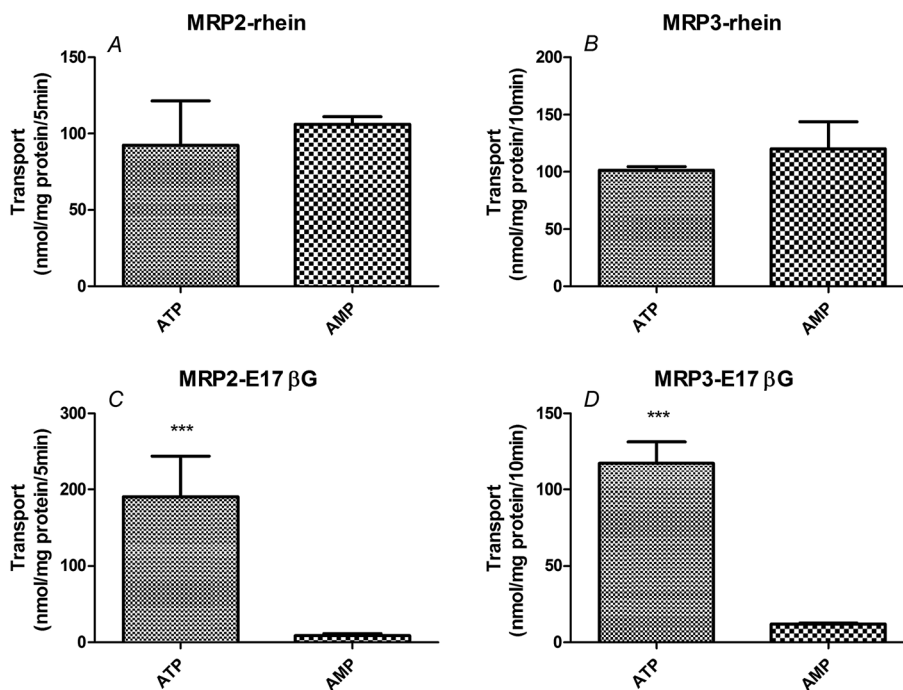 MRP2-rhein
A
150
100
50
0
Transport
(nmol/mg protein/5min)
ATP
AMP
MRP3-rhein
B
200
150
100
50
0
Transport
(nmol/mg protein/10min)
ATP
AMP
MRP2-E17 βG
C
300
200
100
0
Transport
(nmol/mg protein/5min)
***
ATP
AMP
MRP3-E17 βG
D
150
100
50
0
Transport
(nmol/mg protein/10min)
***
ATP
AMP